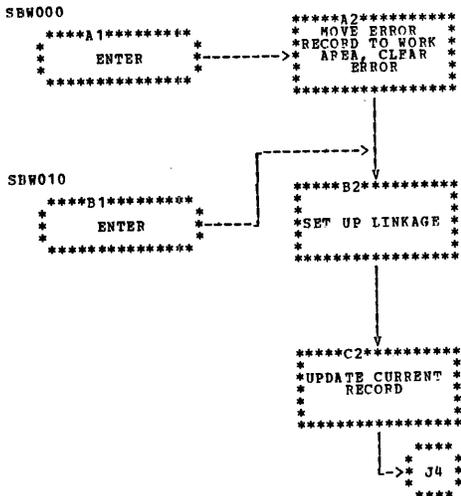 SBW000
A1
ENTER
A2
MOVE ERROR
RECORD TO WORK
AREA, CLEAR
ERROR
SBW010
B1
ENTER
B2
SET UP LINKAGE
C2
UPDATE CURRENT
RECORD
J4